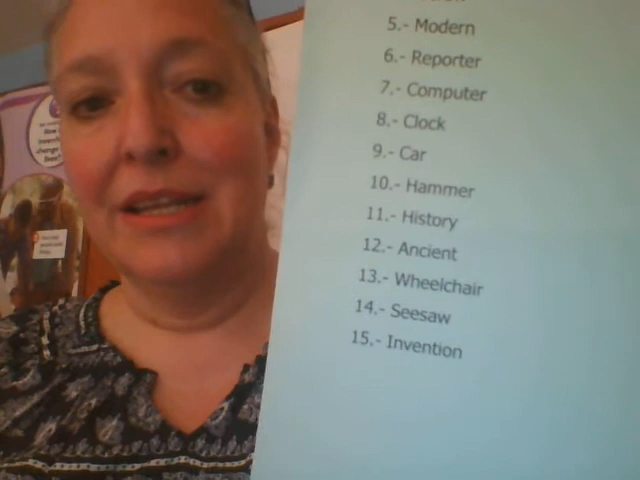 5.- Modern
6.- Reporter
7.- Computer
8.- Clock
9.- Car
10.- Hammer
11.- History
12.- Ancient
13.- Wheelchair
14.- Seesaw
15.- Invention